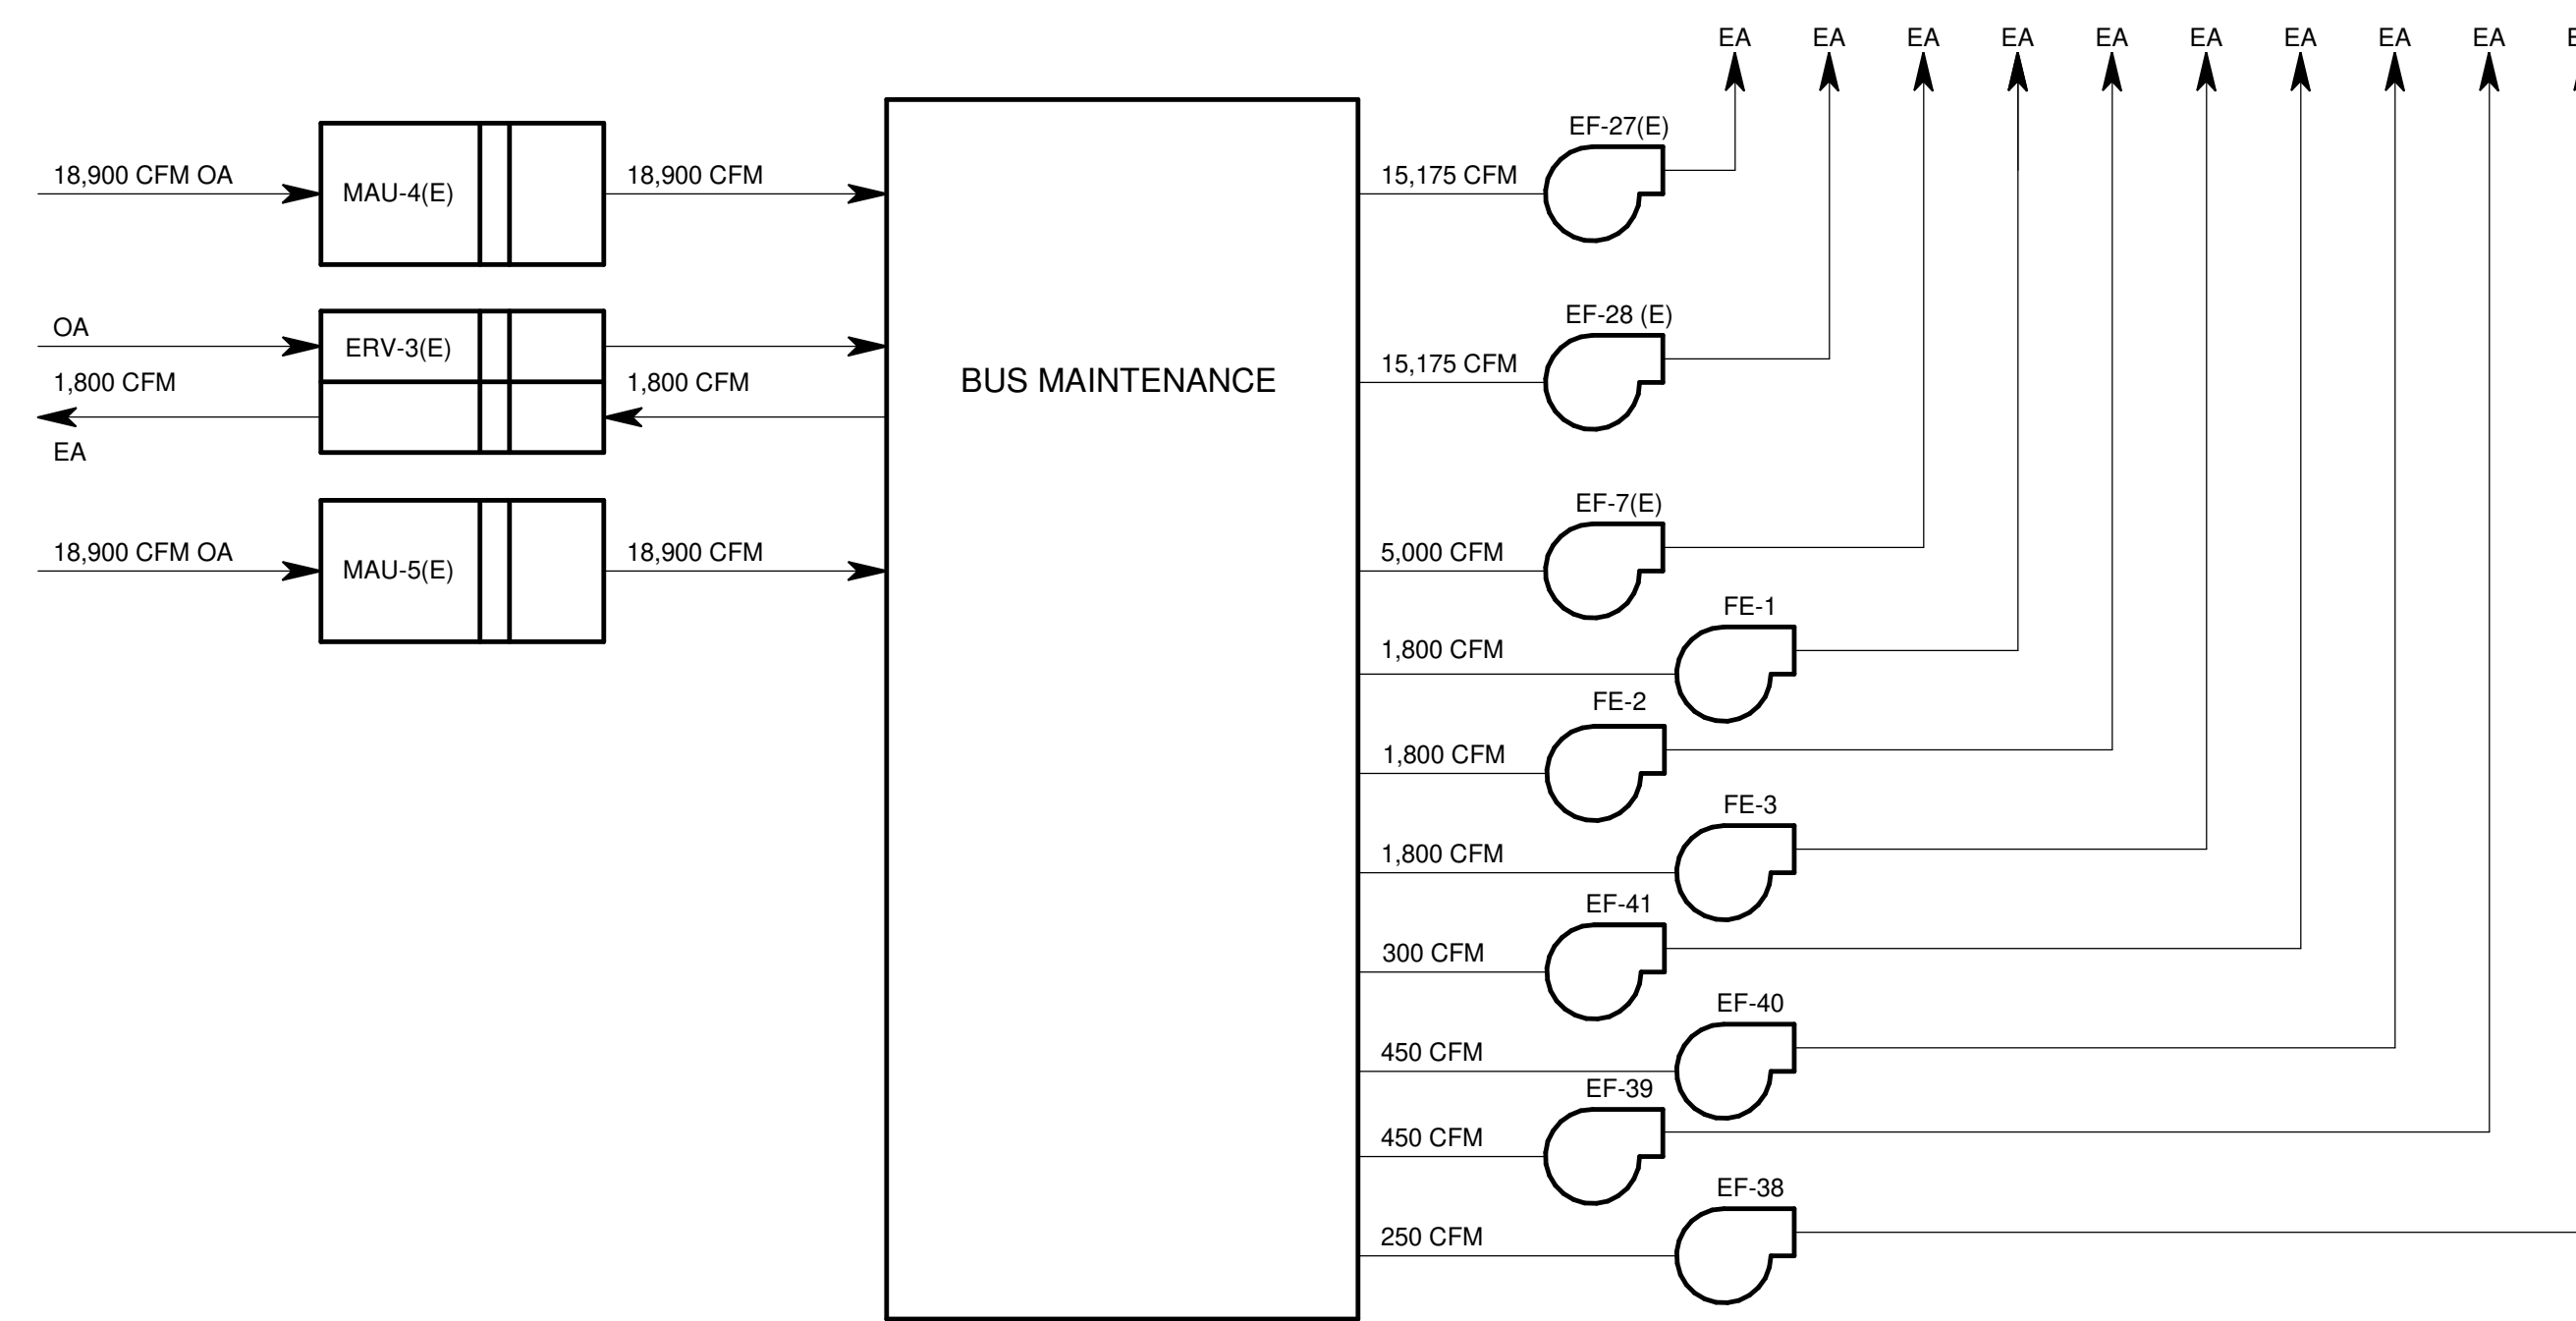 EA EA EA EA EA EA EA EA EA
EF-27(E)
18,900 CFM OA
MAU-4(E)
18,900 CFM
15,175 CFM
EF-28 (E)
OA
ERV-3(E)
1,800 CFM
1,800 CFM
EA
BUS MAINTENANCE
15,175 CFM
EF-7(E)
18,900 CFM OA
MAU-5(E)
18,900 CFM
5,000 CFM
FE-1
1,800 CFM
FE-2
1,800 CFM
FE-3
1,800 CFM
EF-41
300 CFM
EF-40
450 CFM
EF-39
450 CFM
EF-38
250 CFM